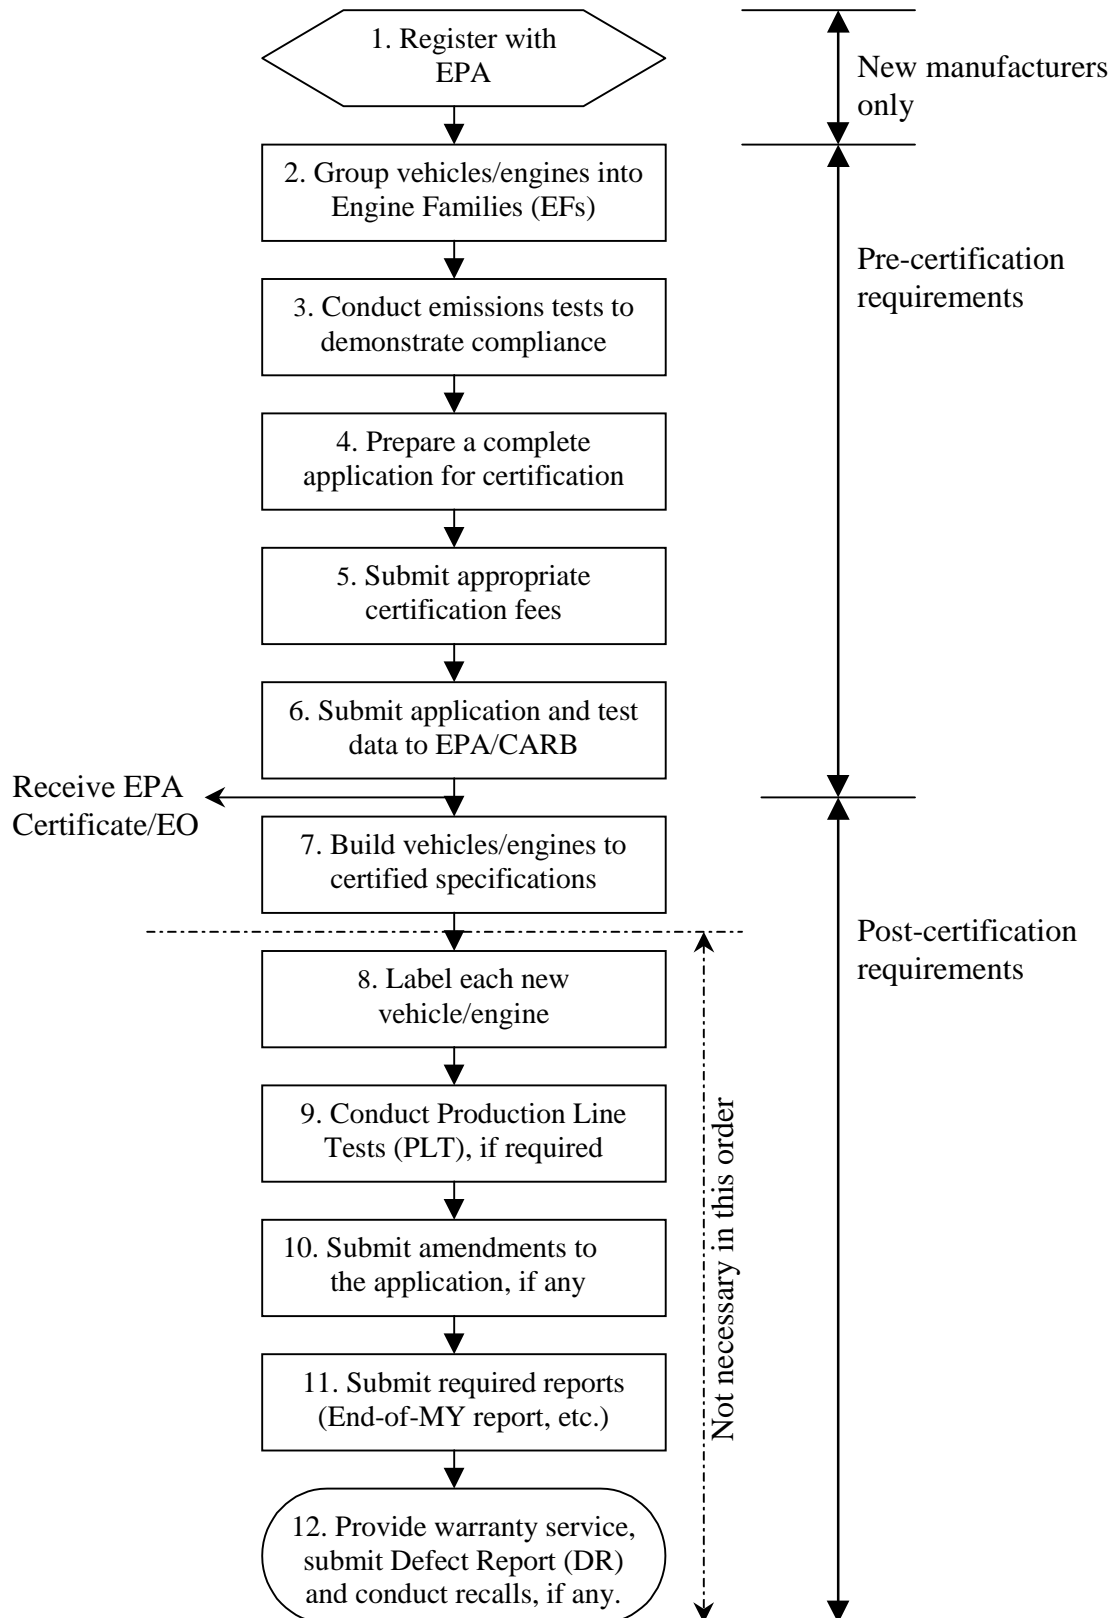 1. Register with
EPA
New manufacturers
only
2. Group vehicles/engines into
Engine Families (EFs)
Pre-certification
requirements
3. Conduct emissions tests to
demonstrate compliance
4. Prepare a complete
application for certification
5. Submit appropriate
certification fees
6. Submit application and test
data to EPA/CARB
Receive EPA
Certificate/EO
7. Build vehicles/engines to
certified specifications
Post-certification
requirements
8. Label each new
vehicle/engine
9. Conduct Production Line
Tests (PLT), if required
10. Submit amendments to
the application, if any
11. Submit required reports
(End-of-MY report, etc.)
Not necessary in this order
12. Provide warranty service,
submit Defect Report (DR)
and conduct recalls, if any.